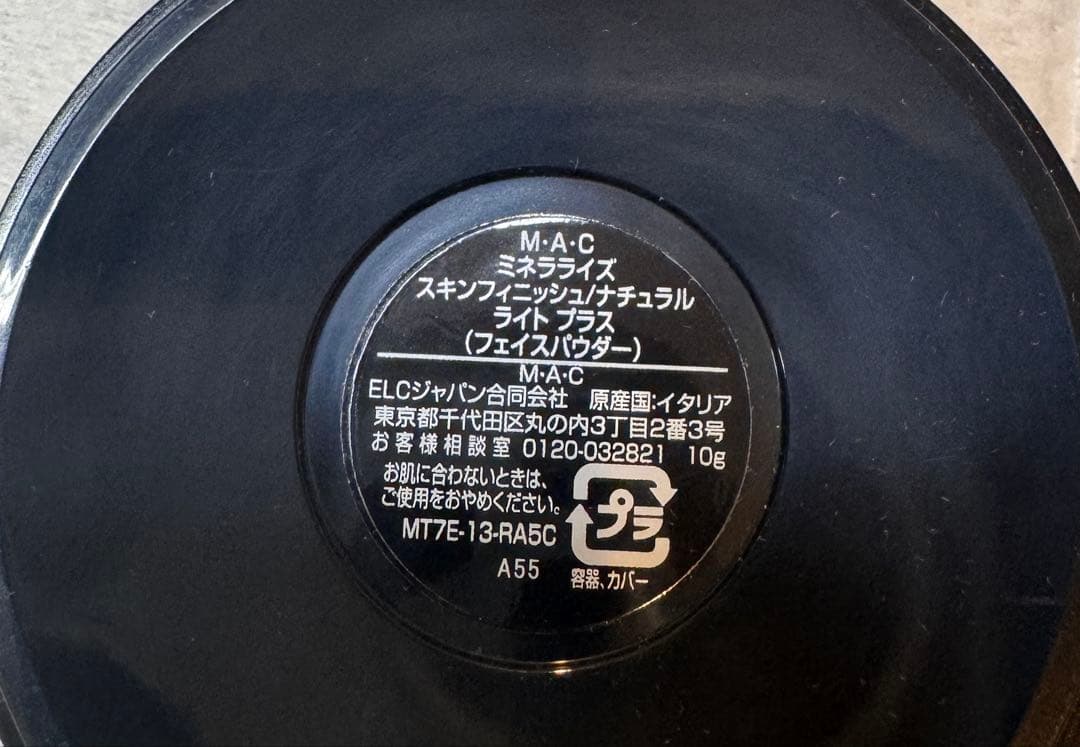 M・A・C
ミネラライズ
スキンフィニッシュ/ナチュラル
ライト プラス
(フェイスパウダー)
M・A・C
ELCジャパン合同会社 原産国:イタリア
東京都千代田区丸の内3丁目2番3号
お客様相談室 0120-032821 10g
お肌に合わないときは、
ご使用をおやめください。
プラ
MT7E-13-RA5C
A55
容器、カバー